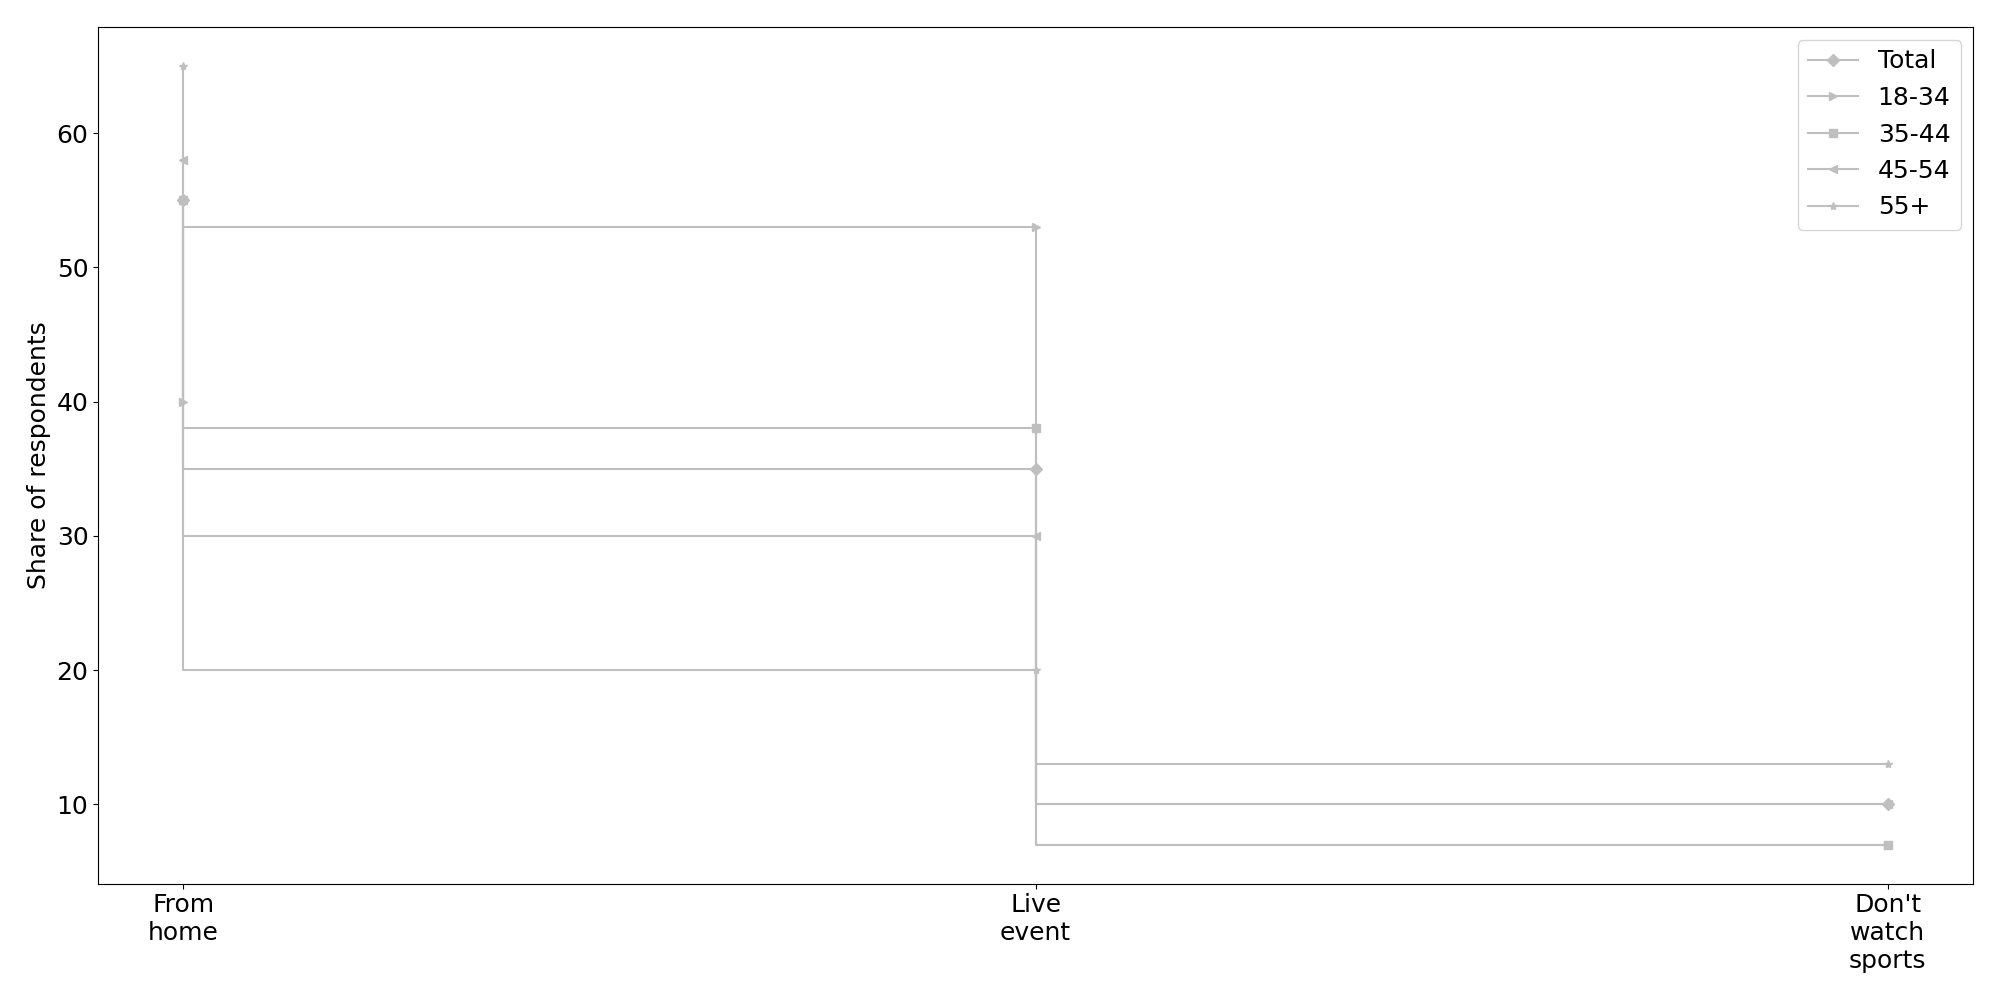 Total
18-34
35-44
45-54
55+
Share of respondents
60
50
40
30
20
10
From
home
Live
event
Don't
watch
sports